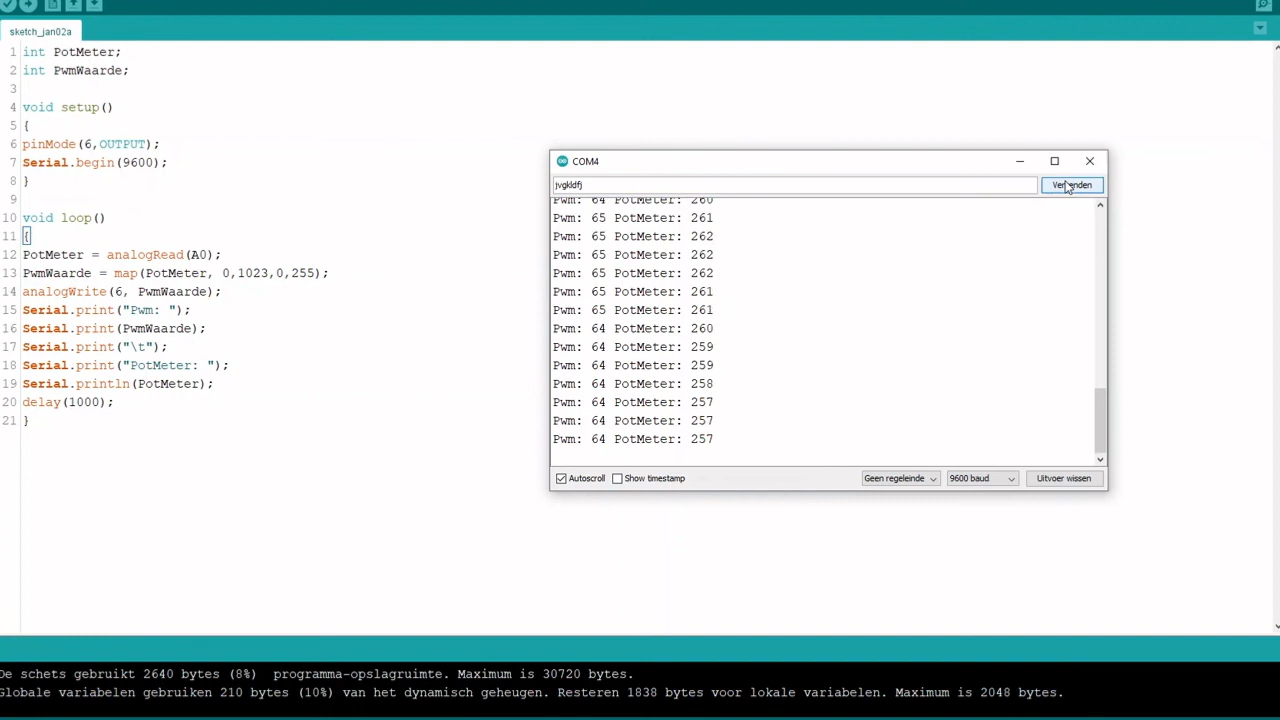 sketch_jan02a
1 int PotMeter;
2 int PwmWaarde;
3
4 void setup()
5 {
6 pinMode(6,OUTPUT);
7 Serial.begin(9600);
8 }
9
10 void loop()
11 {
12 PotMeter = analogRead(A0);
13 PwmWaarde = map(PotMeter, 0,1023,0,255);
14 analogWrite(6, PwmWaarde);
15 Serial.print("Pwm: ");
16 Serial.print(PwmWaarde);
17 Serial.print("\t");
18 Serial.print("PotMeter: ");
19 Serial.println(PotMeter);
20 delay(1000);
21 }
COM4
jvgkldfj
Verzenden
Pwm: 64 PotMeter: 260
Pwm: 65 PotMeter: 261
Pwm: 65 PotMeter: 262
Pwm: 65 PotMeter: 262
Pwm: 65 PotMeter: 262
Pwm: 65 PotMeter: 261
Pwm: 65 PotMeter: 261
Pwm: 64 PotMeter: 260
Pwm: 64 PotMeter: 259
Pwm: 64 PotMeter: 259
Pwm: 64 PotMeter: 258
Pwm: 64 PotMeter: 257
Pwm: 64 PotMeter: 257
Pwm: 64 PotMeter: 257
Autoscroll Show timestamp Geen regeleinde 9600 baud Uitvoer wissen
De schets gebruikt 2640 bytes (8%) programma-opslagruimte. Maximum is 30720 bytes.
Globale variabelen gebruiken 210 bytes (10%) van het dynamisch geheugen. Resteren 1838 bytes voor lokale variabelen. Maximum is 2048 bytes.